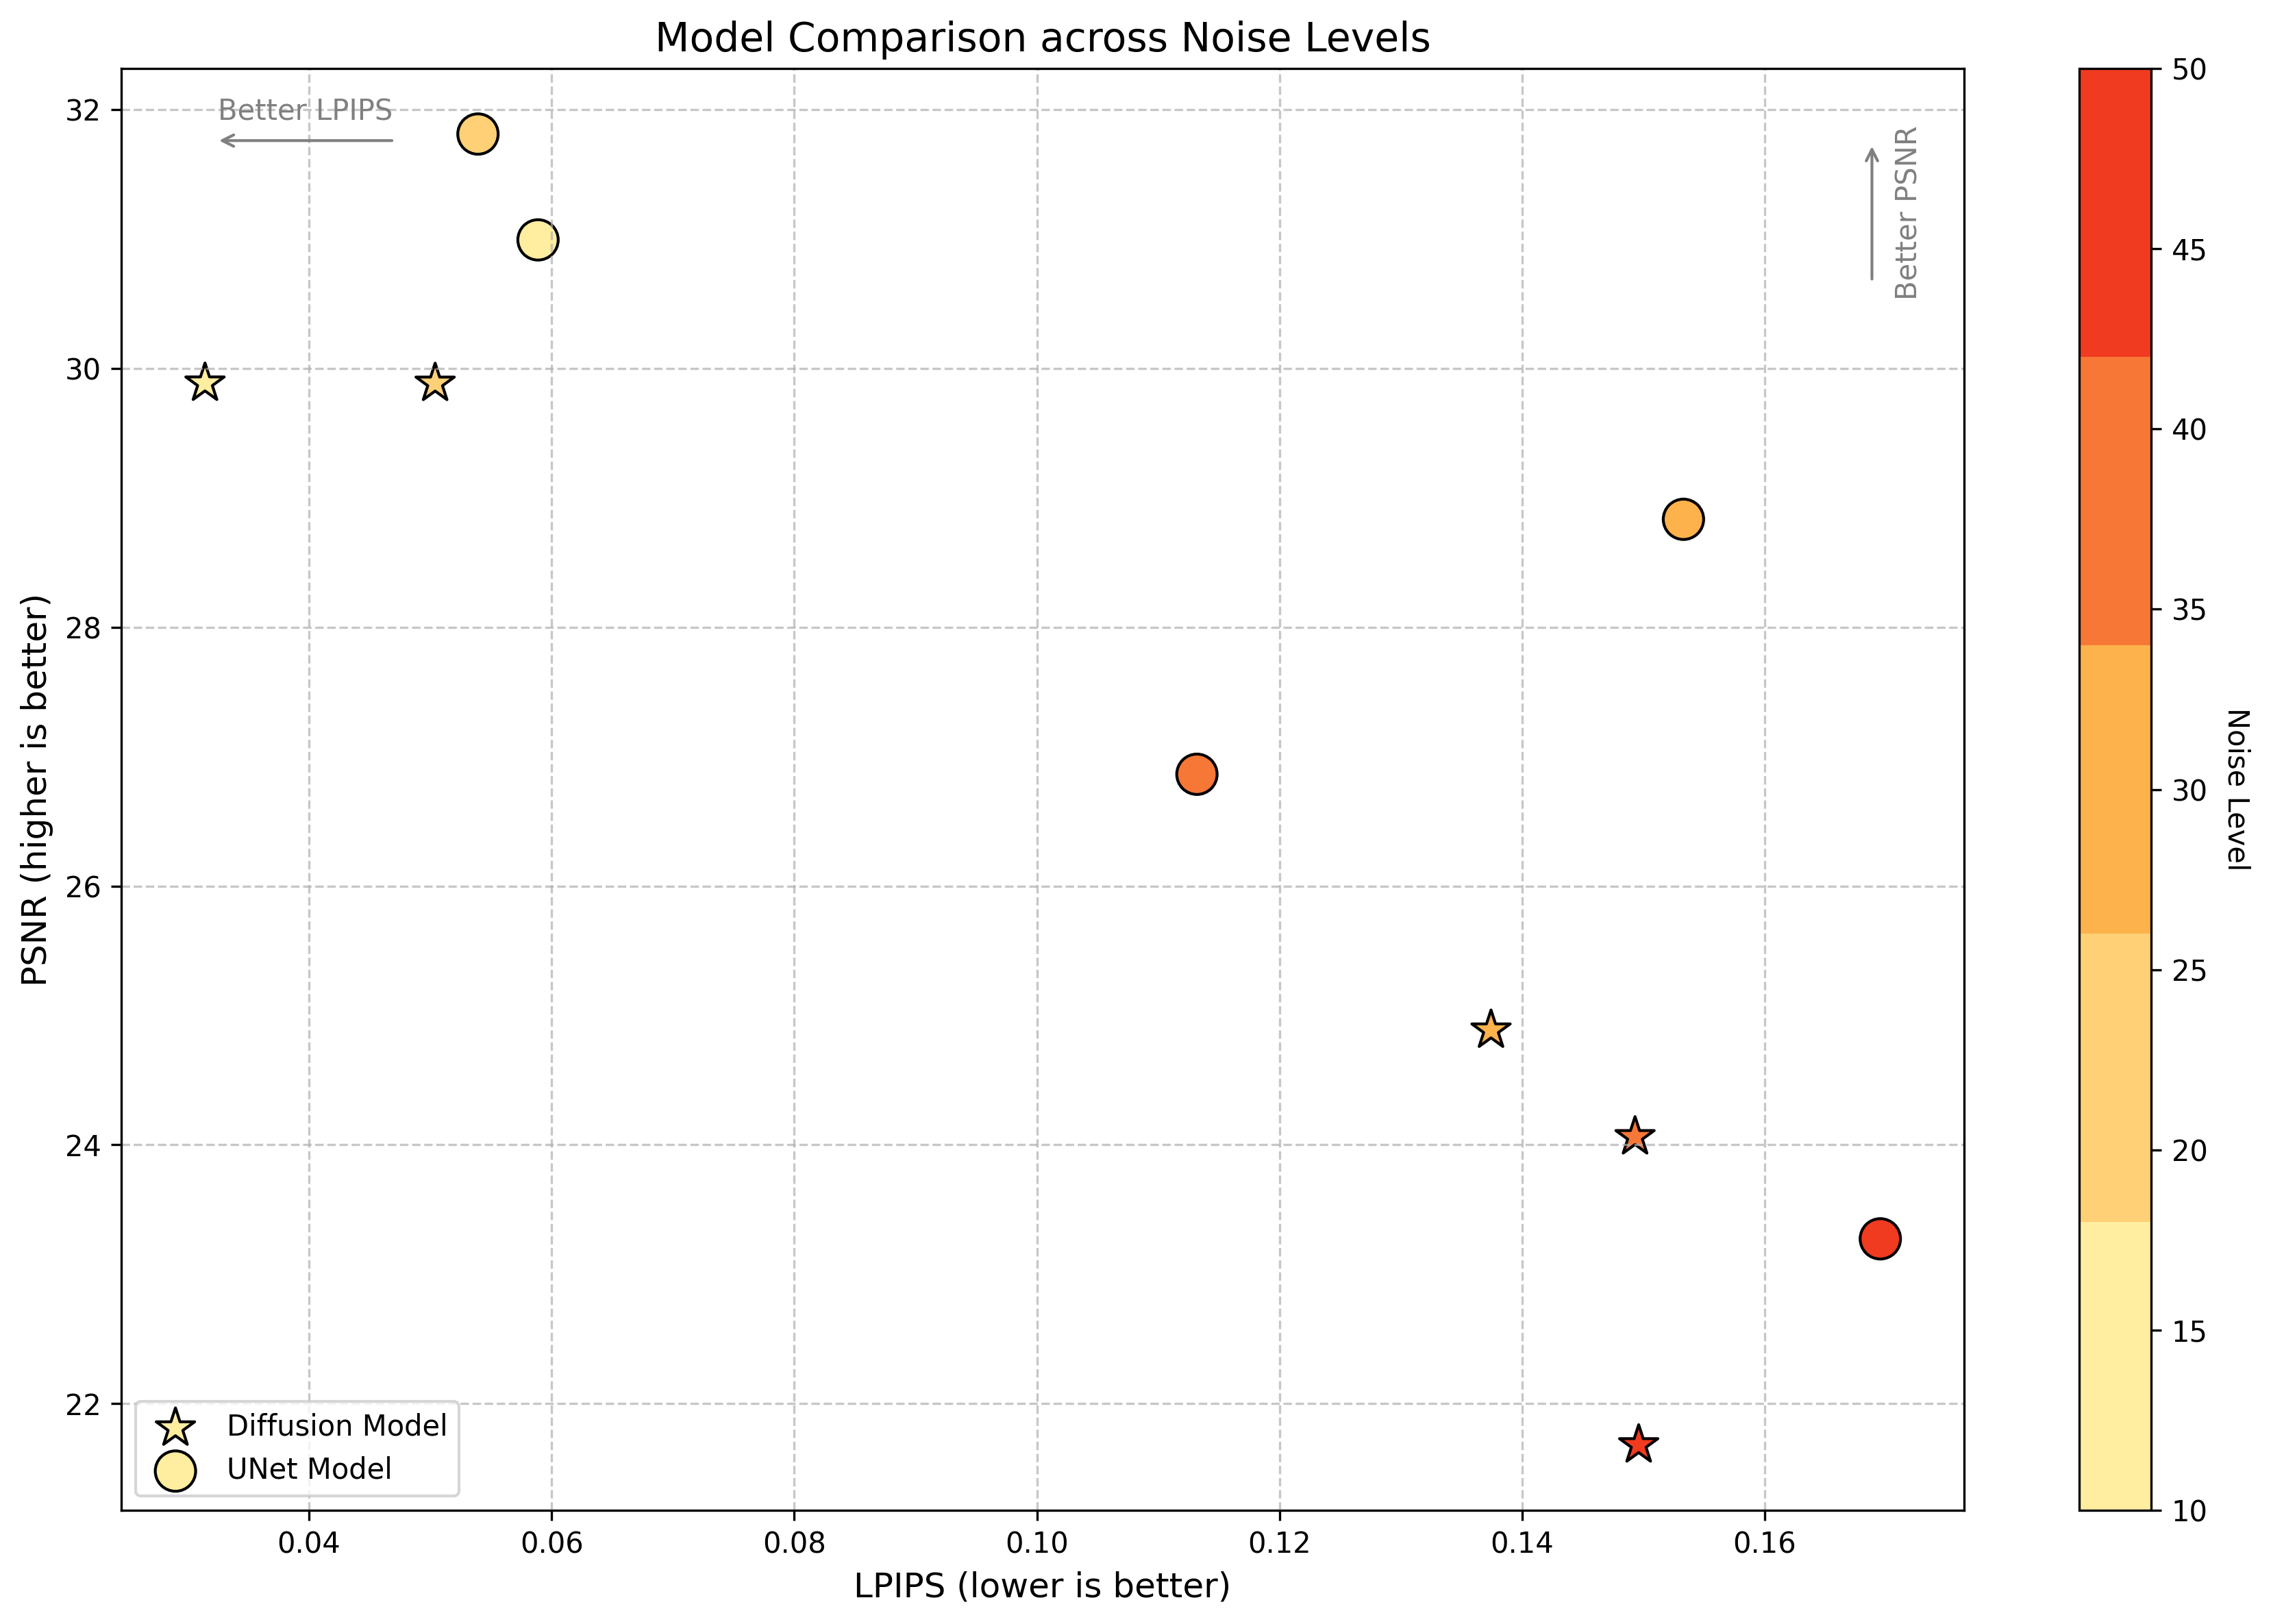 Model Comparison across Noise Levels
Better LPIPS
Better PSNR
PSNR (higher is better)
32
30
28
26
24
22
0.04
0.06
0.08
0.10
0.12
0.14
0.16
LPIPS (lower is better)
Diffusion Model
UNet Model
50
45
40
35
30
25
20
15
10
Noise Level